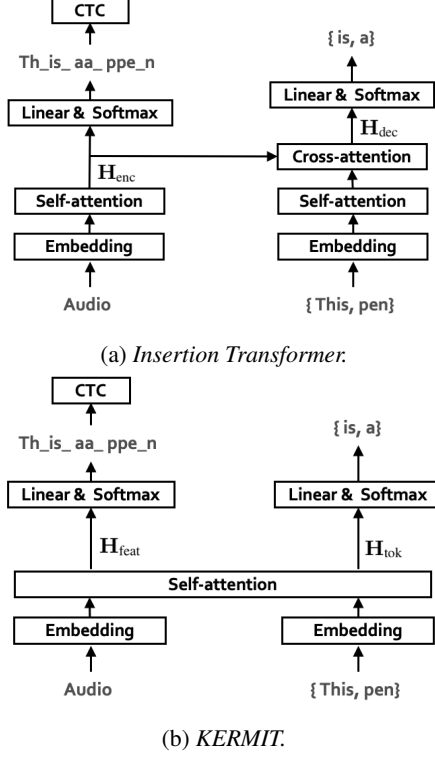 CTC
Th_is_ aa_ ppe_n
{ is, a}
Linear & Softmax
Linear & Softmax
H_dec
Cross-attention
H_enc
Self-attention
Self-attention
Embedding
Embedding
Audio
{ This, pen}
(a) Insertion Transformer.
CTC
Th_is_ aa_ ppe_n
{ is, a}
Linear & Softmax
Linear & Softmax
H_feat
H_tok
Self-attention
Embedding
Embedding
Audio
{ This, pen}
(b) KERMIT.